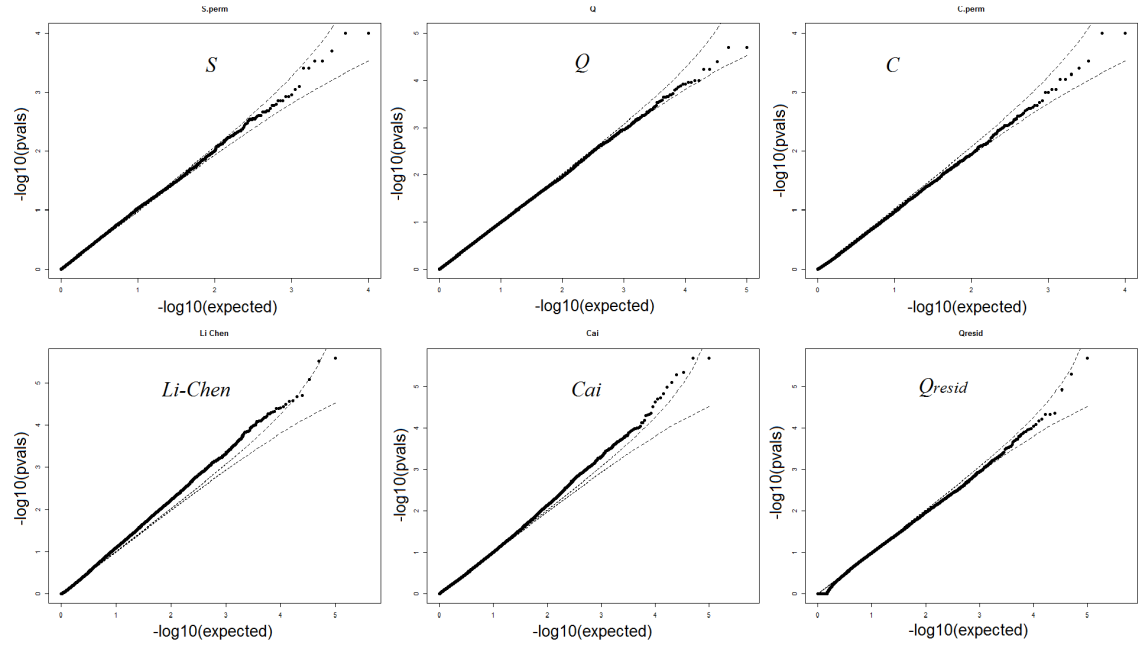 S.perm
S
-log10(pvals)
4
3
2
1
0
0 1 2 3 4
-log10(expected)
Q
Q
-log10(pvals)
5
4
3
2
1
0
0 1 2 3 4 5
-log10(expected)
C.perm
C
-log10(pvals)
4
3
2
1
0
0 1 2 3 4
-log10(expected)
Li Chen
Li-Chen
-log10(pvals)
5
4
3
2
1
0
0 1 2 3 4 5
-log10(expected)
Cai
Cai
-log10(pvals)
5
4
3
2
1
0
0 1 2 3 4 5
-log10(expected)
Qresid
Qresid
-log10(pvals)
5
4
3
2
1
0
0 1 2 3 4 5
-log10(expected)